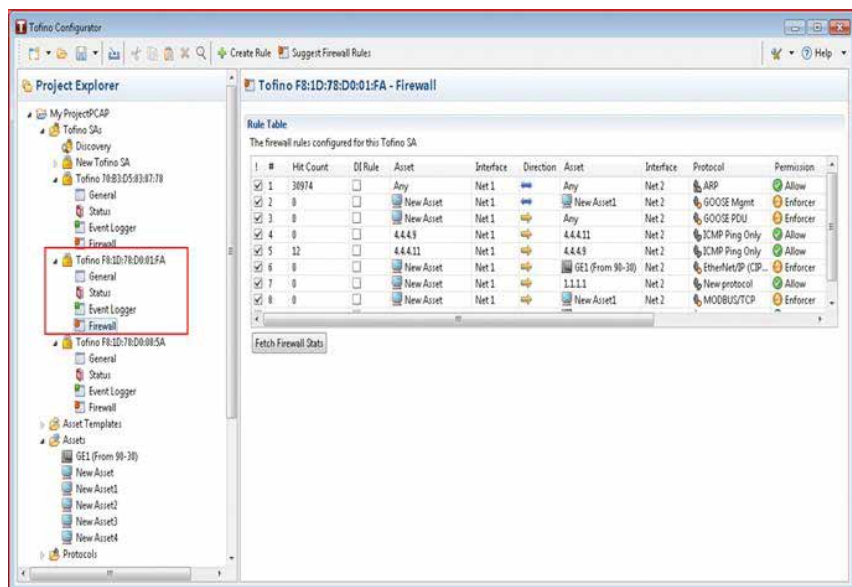 Tofino Configurator
Create Rule Suggest Firewall Rules Help
Project Explorer
My ProjectPCAP
Tofino SAs
Discovery
New Tofino SA
Tofino 70:B3:D5:83:87:78
General
Status
Event Logger
Firewall
Tofino F8:1D:78:D0:01:FA
General
Status
Event Logger
Firewall
Tofino F8:1D:78:D0:08:5A
General
Status
Event Logger
Firewall
Asset Templates
Assets
GE1 (From 90-30)
New Asset
New Asset1
New Asset2
New Asset3
New Asset4
Protocols
Tofino F8:1D:78:D0:01:FA - Firewall
Rule Table
The firewall rules configured for this Tofino SA
! # Hit Count DI Rule Asset Interface Direction Asset Interface Protocol Permission
1 30974 Any Net 1 Any Net 2 ARP Allow
2 0 New Asset Net 1 New Asset1 Net 2 GOOSE Mgmt Enforcer
3 0 New Asset Net 1 Any Net 2 GOOSE PDU Enforcer
4 0 4.4.4.9 Net 1 4.4.4.11 Net 2 ICMP Ping Only Allow
5 12 4.4.4.11 Net 1 4.4.4.9 Net 2 ICMP Ping Only Allow
6 0 New Asset Net 1 GE1 (From 90-30) Net 2 EtherNet/IP (CIP... Enforcer
7 0 New Asset Net 1 1.1.1.1 Net 2 New protocol Allow
8 0 New Asset Net 1 New Asset1 Net 2 MODBUS/TCP Enforcer
Fetch Firewall Stats